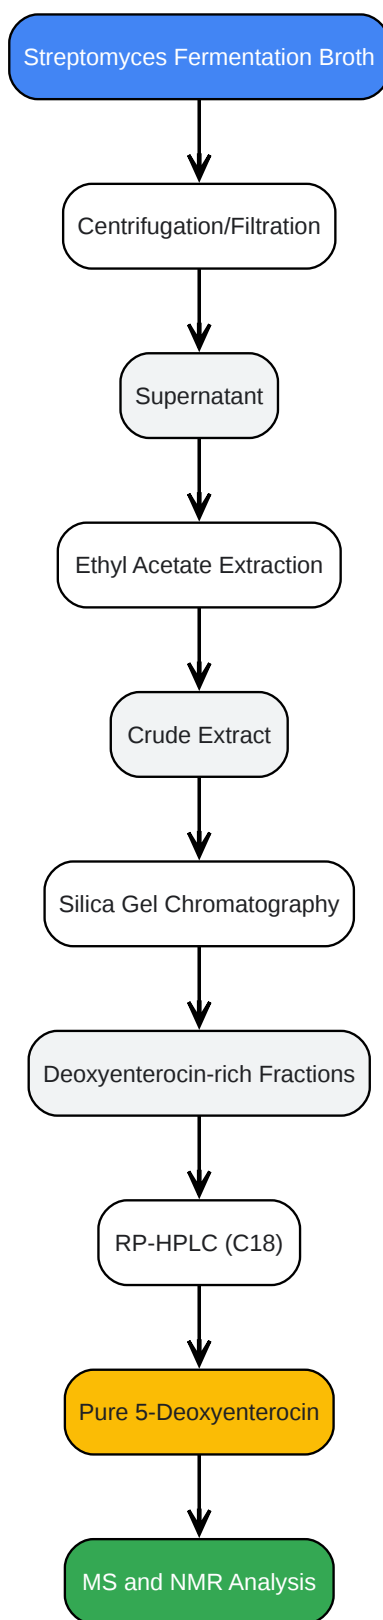 Streptomyces Fermentation Broth
Centrifugation/Filtration
Supernatant
Ethyl Acetate Extraction
Crude Extract
Silica Gel Chromatography
Deoxyenterocin-rich Fractions
RP-HPLC (C18)
Pure 5-Deoxyenterocin
MS and NMR Analysis